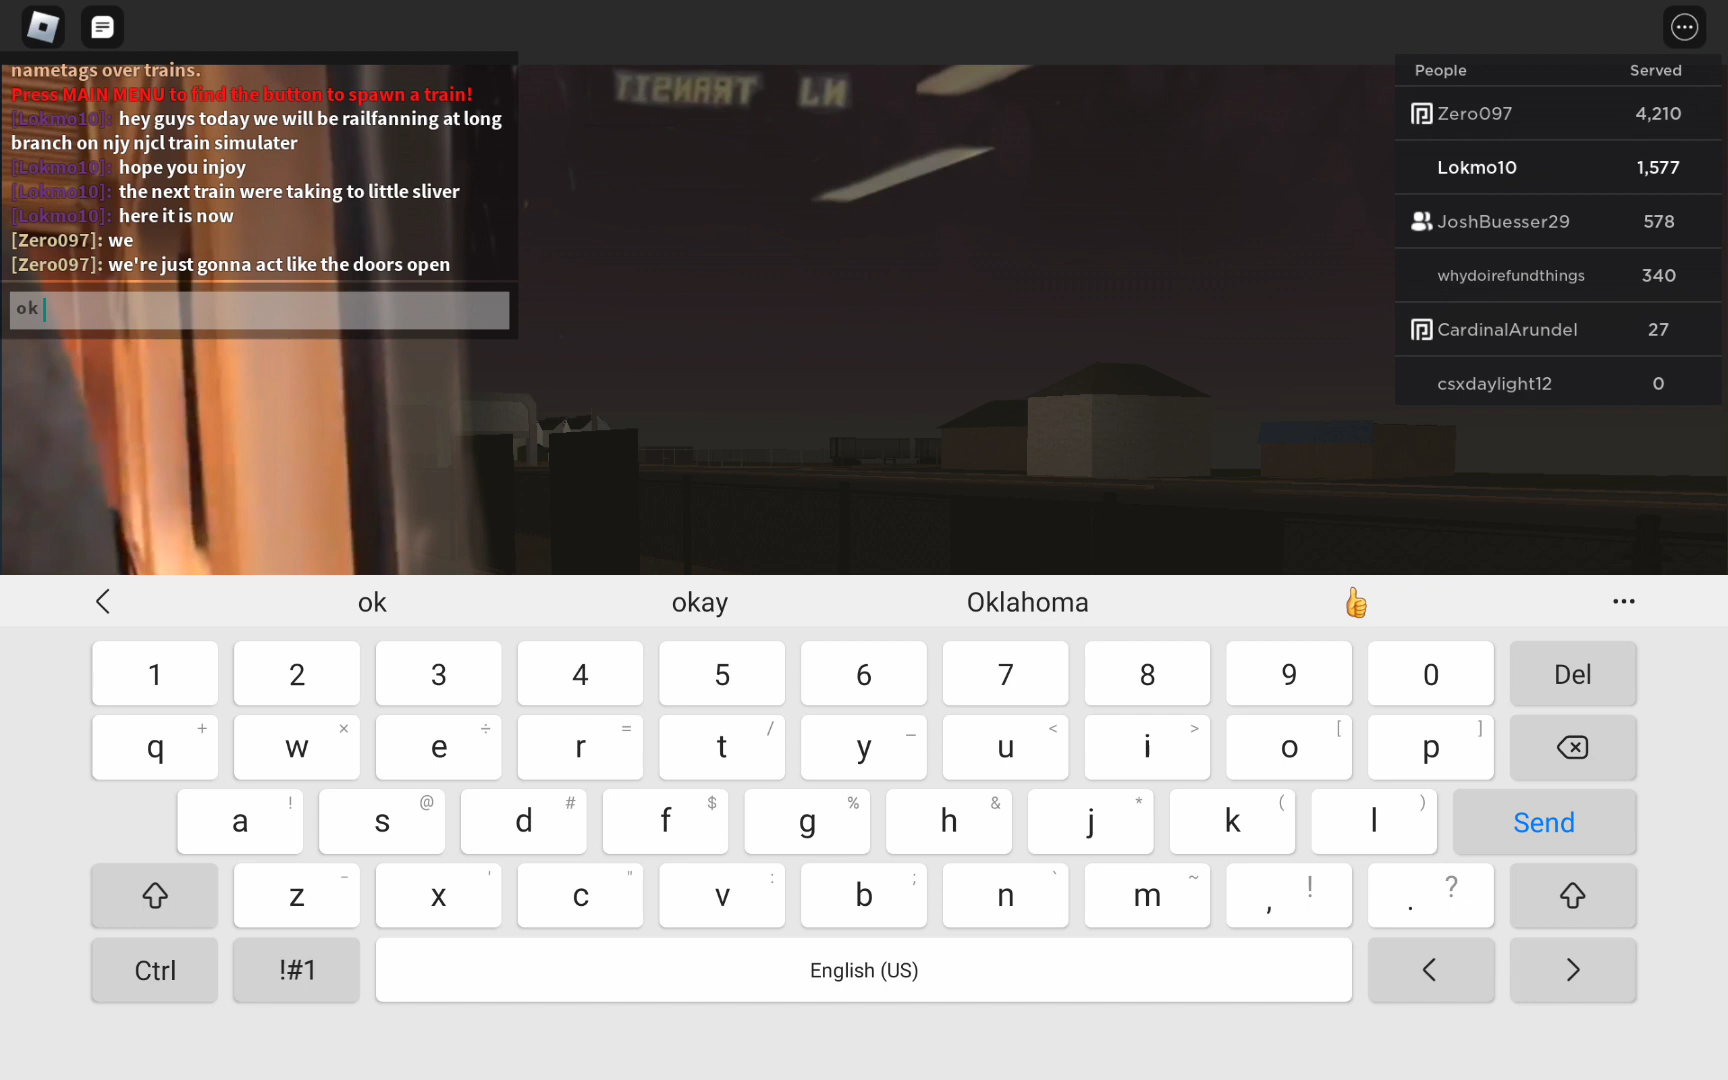 People Served
nametags over trains.
Press MAIN MENU to find the button to spawn a train!
[Lokmo10]: hey guys today we will be railfanning at long
branch on njy njcl train simulater
[Lokmo10]: hope you injoy
[Lokmo10]: the next train were taking to little sliver
[Lokmo10]: here it is now
[Zero097]: we
[Zero097]: we're just gonna act like the doors open
ok
Zero097 4,210
Lokmo10 1,577
JoshBuesser29 578
whydoirefundthings 340
CardinalArundel 27
csxdaylight12 0
NJ TRANSIT
ok okay Oklahoma 👍 ...
1 2 3 4 5 6 7 8 9 0 Del
q + w × e ÷ r = t / y _ u < i > o [ p ]
a ! s @ d # f $ g % h & j * k ( l ) Send
z - x ' c " v : b ; n ` m ~ , ! . ?
Ctrl !#1 English (US) < >